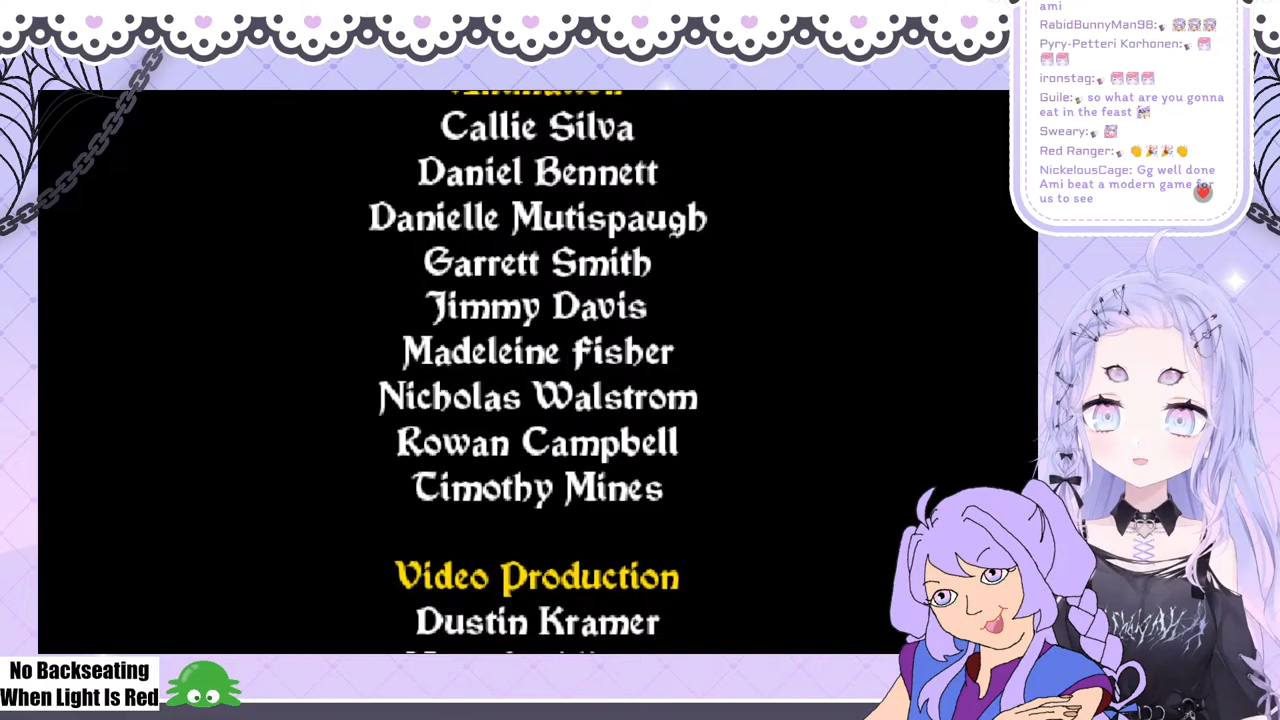 Animation
Callie Silva
Daniel Bennett
Danielle Mutispaugh
Garrett Smith
Jimmy Davis
Madeleine Fisher
Nicholas Walstrom
Rowan Campbell
Timothy Mines
Video Production
Dustin Kramer
ami
RabidBunnyMan98:
Pyry-Petteri Korhonen:
ironstag:
Guile: so what are you gonna
eat in the feast
Sweary:
Red Ranger:
NickelousCage: Gg well done
Ami beat a modern game for
us to see
No Backseating
When Light Is Red